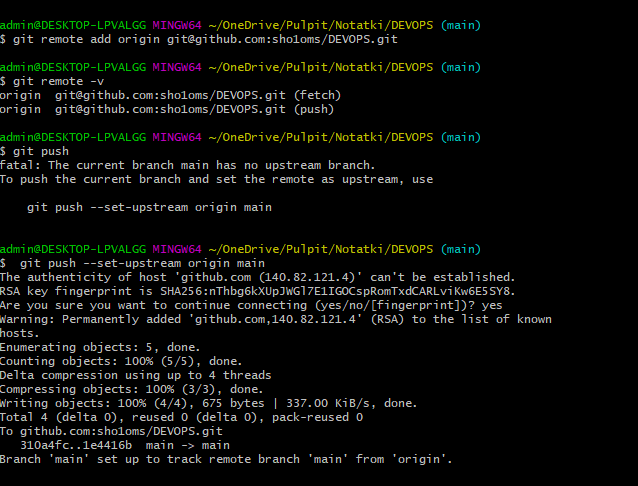 admin@DESKTOP-LPVALGG MINGW64 ~/OneDrive/Pulpit/Notatki/DEVOPS (main)
$ git remote add origin git@github.com:sho1oms/DEVOPS.git
admin@DESKTOP-LPVALGG MINGW64 ~/OneDrive/Pulpit/Notatki/DEVOPS (main)
$ git remote -v
origin  git@github.com:sho1oms/DEVOPS.git (fetch)
origin  git@github.com:sho1oms/DEVOPS.git (push)
admin@DESKTOP-LPVALGG MINGW64 ~/OneDrive/Pulpit/Notatki/DEVOPS (main)
$ git push
fatal: The current branch main has no upstream branch.
To push the current branch and set the remote as upstream, use
    git push --set-upstream origin main
admin@DESKTOP-LPVALGG MINGW64 ~/OneDrive/Pulpit/Notatki/DEVOPS (main)
$  git push --set-upstream origin main
The authenticity of host 'github.com (140.82.121.4)' can't be established.
RSA key fingerprint is SHA256:nThbg6kXUpJWGl7E1IGOCspRomTxdCARLviKw6E5SY8.
Are you sure you want to continue connecting (yes/no/[fingerprint])? yes
Warning: Permanently added 'github.com,140.82.121.4' (RSA) to the list of known
hosts.
Enumerating objects: 5, done.
Counting objects: 100% (5/5), done.
Delta compression using up to 4 threads
Compressing objects: 100% (3/3), done.
Writing objects: 100% (4/4), 675 bytes | 337.00 KiB/s, done.
Total 4 (delta 0), reused 0 (delta 0), pack-reused 0
To github.com:sho1oms/DEVOPS.git
   310a4fc..1e4416b  main -> main
Branch 'main' set up to track remote branch 'main' from 'origin'.